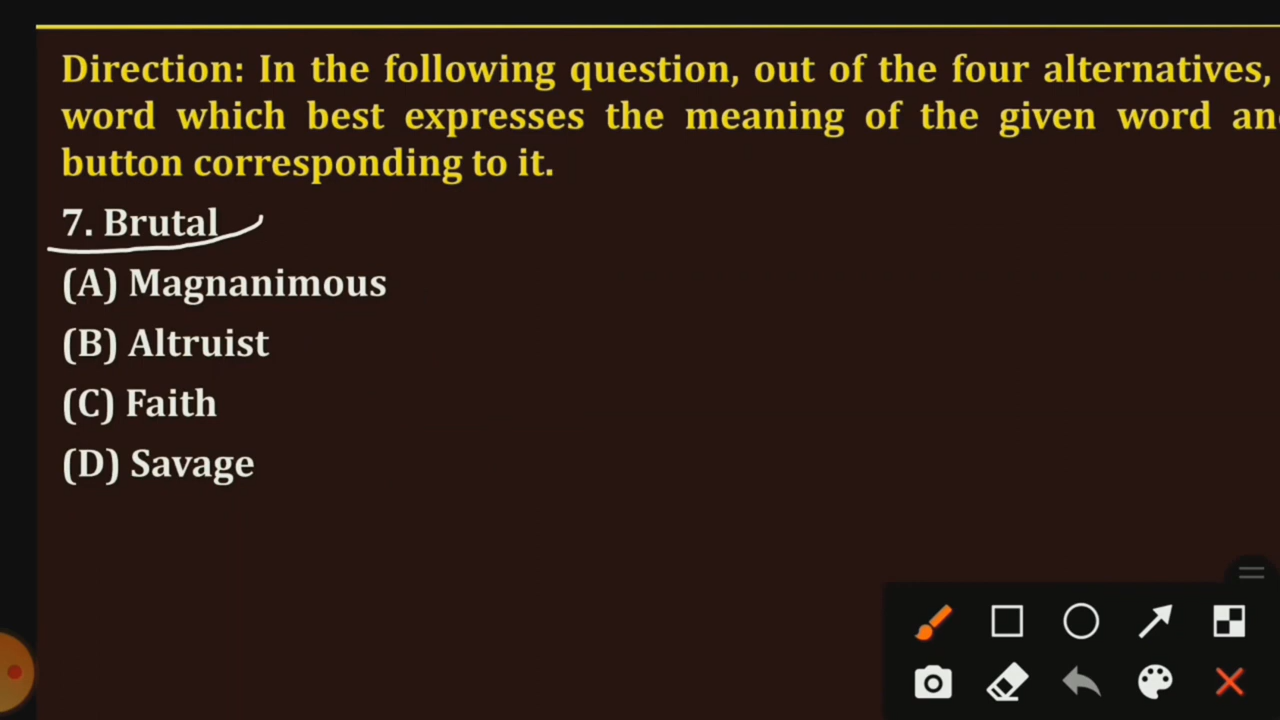 Direction: In the following question, out of the four alternatives,
word which best expresses the meaning of the given word
button corresponding to it.
7. Brutal
(A) Magnanimous
(B) Altruist
(C) Faith
(D) Savage